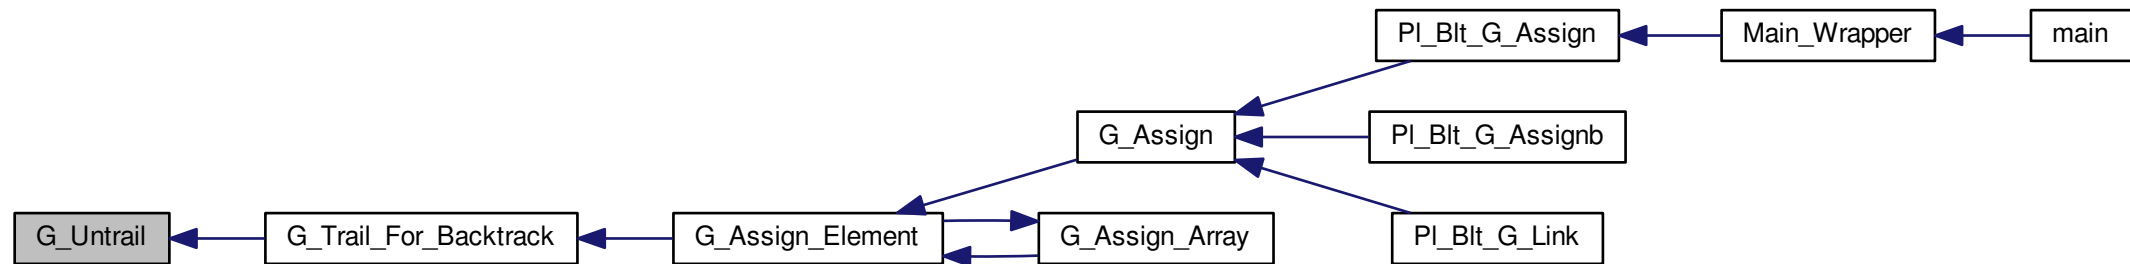 Pl_Blt_G_Assign
Main_Wrapper
main
G_Assign
Pl_Blt_G_Assignb
G_Untrail
G_Trail_For_Backtrack
G_Assign_Element
G_Assign_Array
Pl_Blt_G_Link